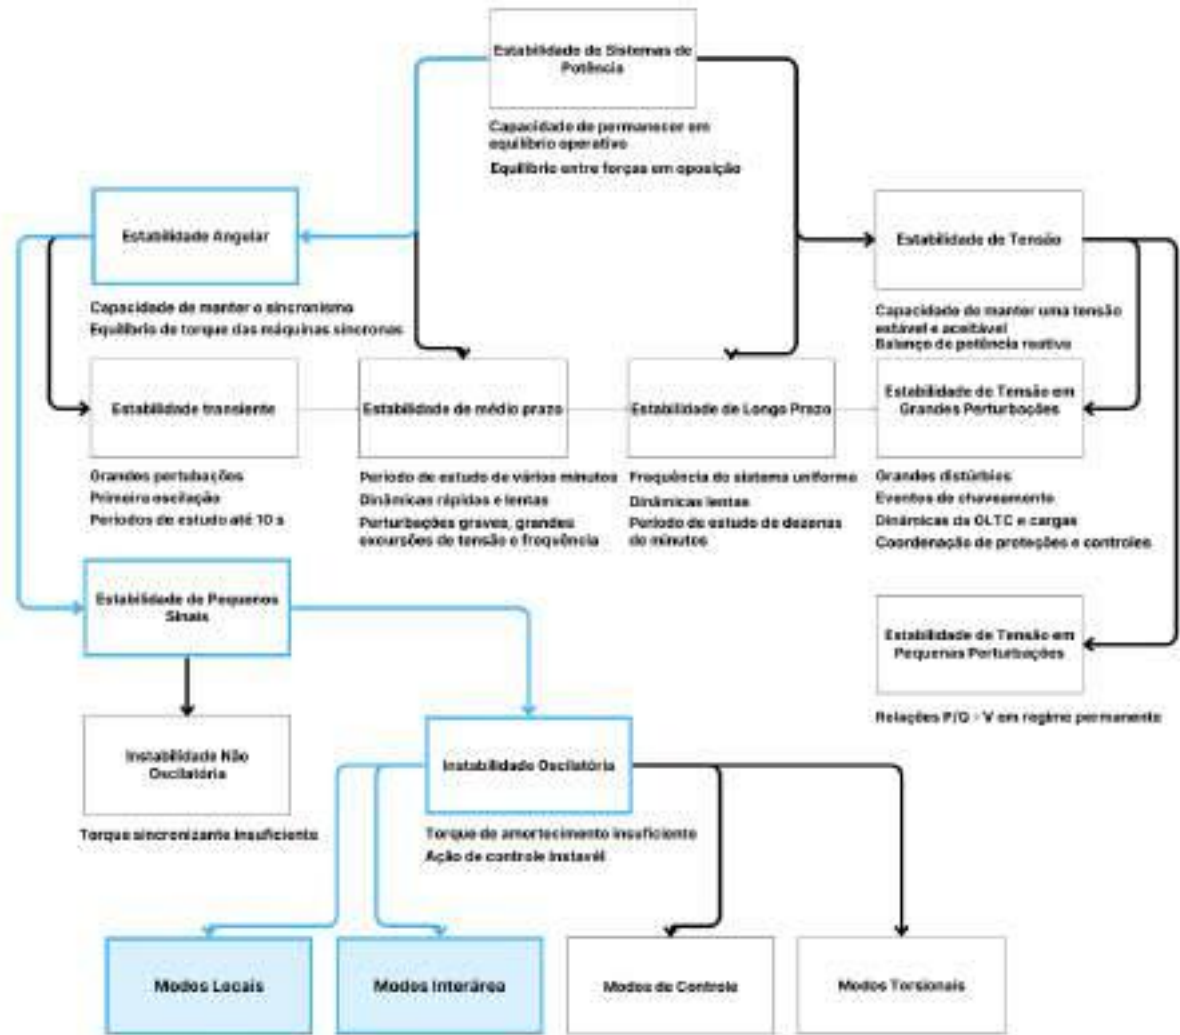 Estabilidade de Sistemas de
Potência
Capacidade de permanecer em
equilíbrio operativo
Equilíbrio entre forças em oposição
Estabilidade Angular
Capacidade de manter o sincronismo
Equilíbrio de torque das máquinas síncronas
Estabilidade de Tensão
Capacidade de manter uma tensão
estável e aceitável
Balanço de potência reativa
Estabilidade transiente
Grandes pertubações
Primeira oscilação
Períodos de estudo até 10 s
Estabilidade de médio prazo
Período de estudo de vários minutos
Dinâmicas rápidas e lentas
Perturbações graves, grandes
excursões de tensão e frequência
Estabilidade de Longo Prazo
Frequência do sistema uniforme
Dinâmicas lentas
Período de estudo de dezenas
de minutos
Estabilidade de Tensão em
Grandes Perturbações
Grandes distúrbios
Eventos de chaveamento
Dinâmicas da OLTC e cargas
Coordenação de proteções e controles
Estabilidade de Pequenos
Sinais
Estabilidade de Tensão em
Pequenas Perturbações
Relações P/Q - V em regime permanente
Instabilidade Não
Oscilatória
Torque sincronizante insuficiente
Instabilidade Oscilatória
Torque de amortecimento insuficiente
Ação de controle instavél
Modos Locais
Modos Interárea
Modos de Controle
Modos Torsionais